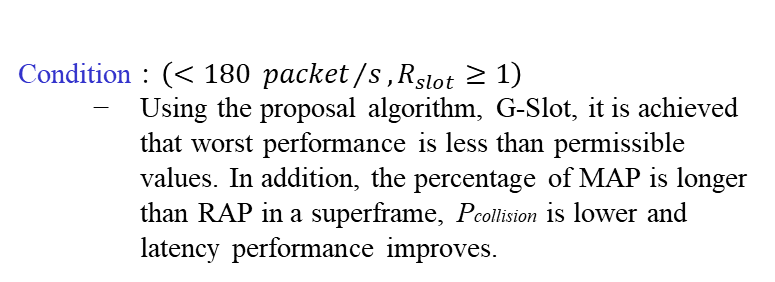 Condition : (< 180 packet/s , R_slot ≥ 1)
– Using the proposal algorithm, G-Slot, it is achieved
that worst performance is less than permissible
values. In addition, the percentage of MAP is longer
than RAP in a superframe, P_collision is lower and
latency performance improves.